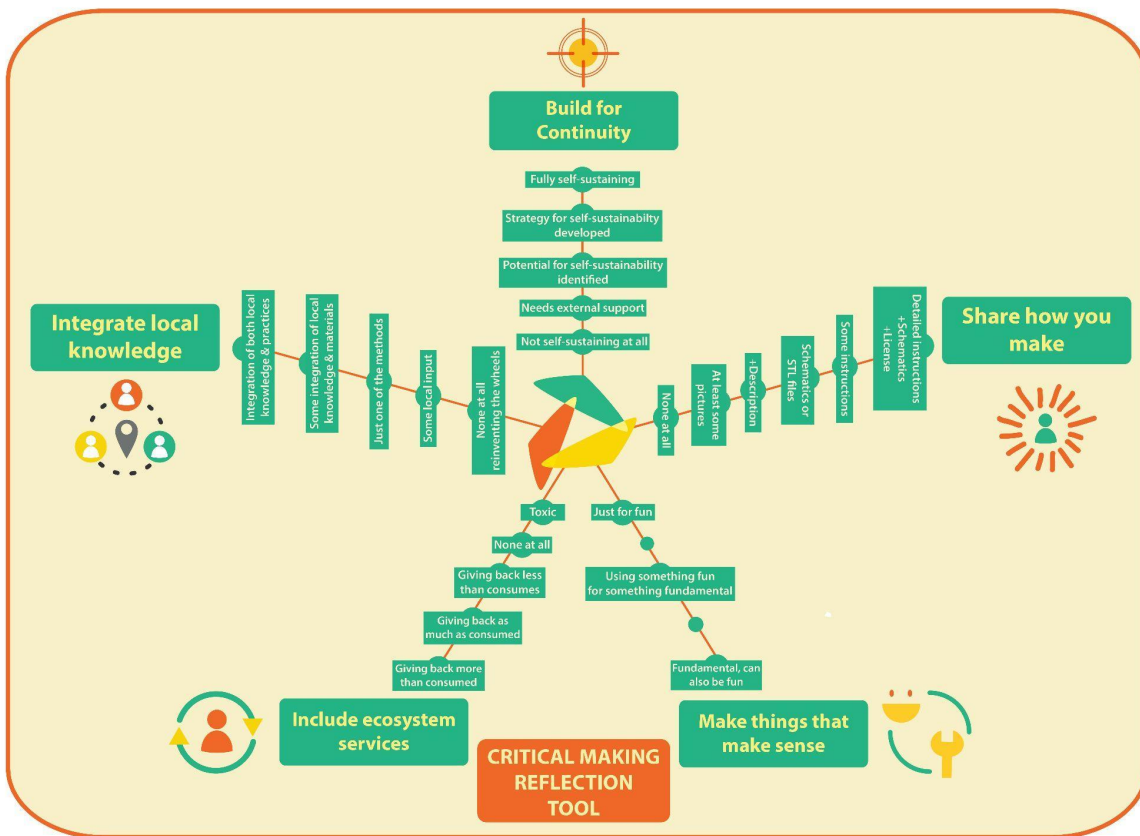 Build for
Continuity
Fully self-sustaining
Strategy for self-sustainabilty
developed
Potential for self-sustainability
identified
Needs external support
Not self-sustaining at all
Integrate local
knowledge
Integration of both local
knowledge & practices
Some integration of local
knowledge & materials
Just one of the methods
Some local input
None at all
reinventing the wheels
None at all
At least some
pictures
+Description
Schematics or
STL files
Some instructions
Detailed instructions
+Schematics
+License
Share how you
make
Toxic
None at all
Giving back less
than consumes
Giving back as
much as consumed
Giving back more
than consumed
Include ecosystem
services
Just for fun
Using something fun
for something fundamental
Fundamental, can
also be fun
Make things that
make sense
CRITICAL MAKING
REFLECTION
TOOL